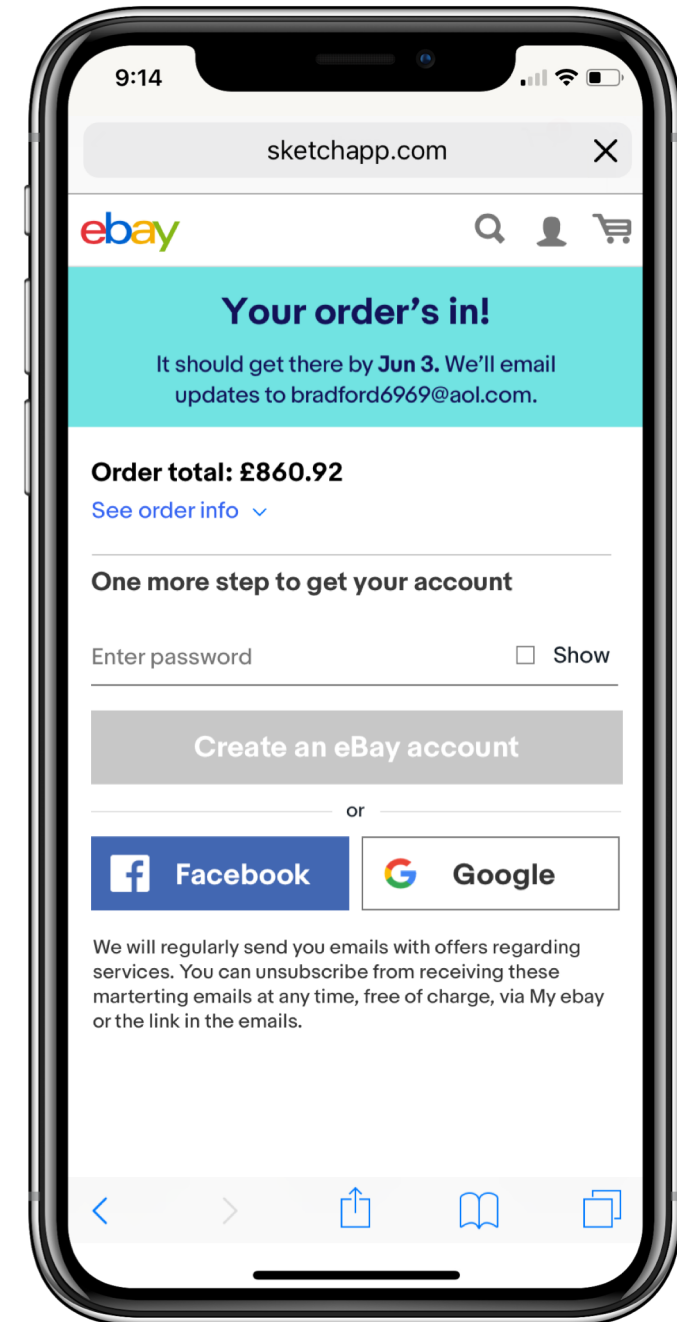 9:14
sketchapp.com
ebay
Your order's in!
It should get there by Jun 3. We'll email
updates to bradford6969@aol.com.
Order total: £860.92
See order info
One more step to get your account
Enter password
Show
Create an eBay account
or
f Facebook
G Google
We will regularly send you emails with offers regarding
services. You can unsubscribe from receiving these
marterting emails at any time, free of charge, via My ebay
or the link in the emails.